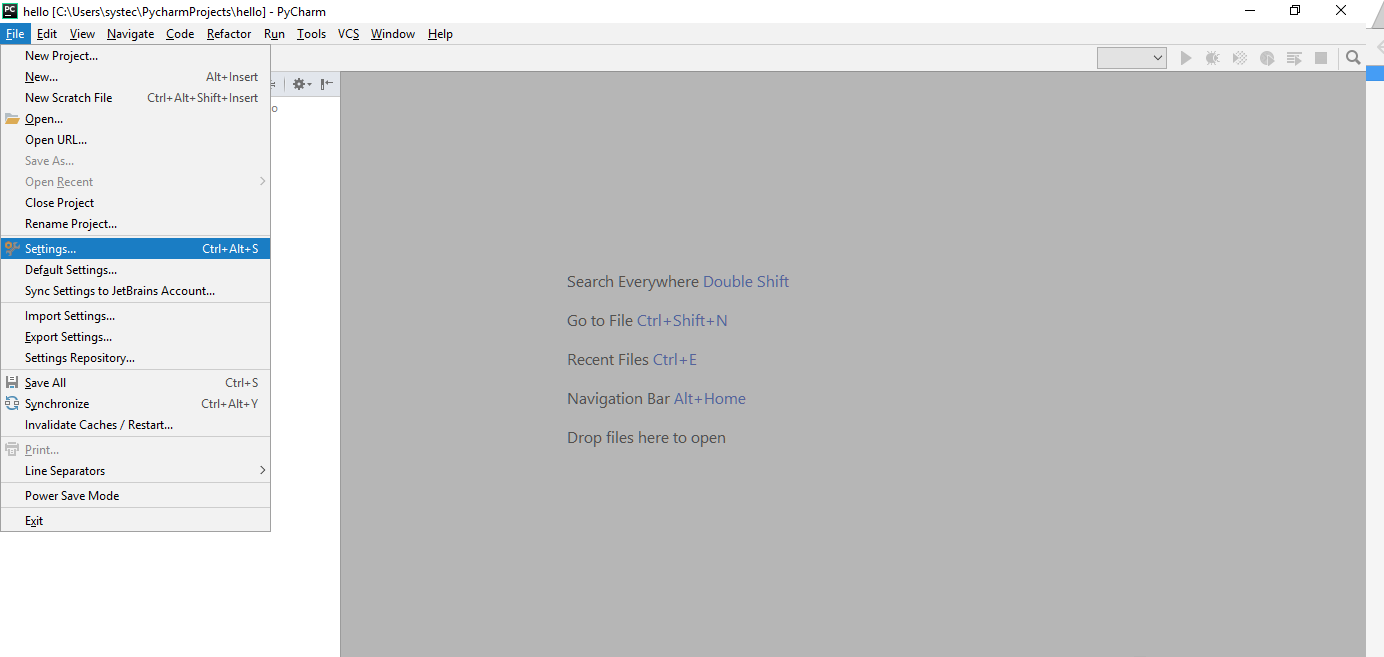 PC hello [C:\Users\systec\PycharmProjects\hello] - PyCharm
File Edit View Navigate Code Refactor Run Tools VCS Window Help
New Project...
New... Alt+Insert
New Scratch File Ctrl+Alt+Shift+Insert
Open...
Open URL...
Save As...
Open Recent
Close Project
Rename Project...
Settings... Ctrl+Alt+S
Default Settings...
Sync Settings to JetBrains Account...
Import Settings...
Export Settings...
Settings Repository...
Save All Ctrl+S
Synchronize Ctrl+Alt+Y
Invalidate Caches / Restart...
Print...
Line Separators
Power Save Mode
Exit
Search Everywhere Double Shift
Go to File Ctrl+Shift+N
Recent Files Ctrl+E
Navigation Bar Alt+Home
Drop files here to open